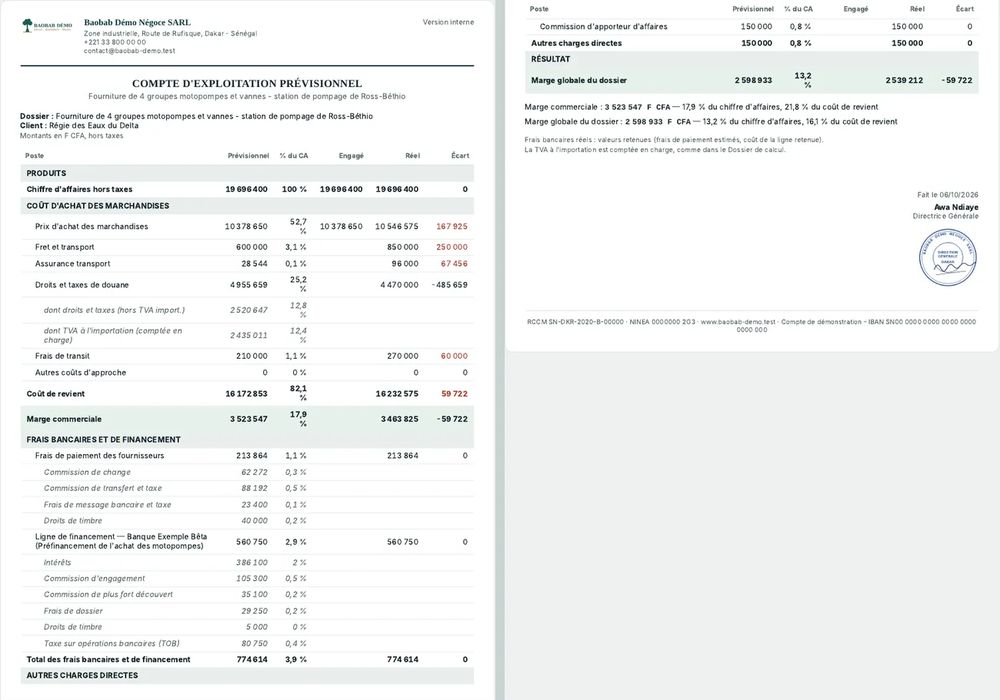 BAOBAB DÉMO
Baobab Démo Négoce SARL
Zone industrielle, Route de Rufisque, Dakar - Sénégal
+221 33 800 00 00
contact@baobab-demo.test
Version interne
COMPTE D'EXPLOITATION PRÉVISIONNEL
Fourniture de 4 groupes motopompes et vannes - station de pompage de Ross-Béthio
Dossier : Fourniture de 4 groupes motopompes et vannes - station de pompage de Ross-Béthio
Client : Régie des Eaux du Delta
Montants en F CFA, hors taxes
Poste Prévisionnel % du CA Engagé Réel Écart
PRODUITS
Chiffre d'affaires hors taxes 19 696 400 100 % 19 696 400 19 696 400 0
COÛT D'ACHAT DES MARCHANDISES
Prix d'achat des marchandises 10 378 650 52,7 % 10 378 650 10 546 575 167 925
Fret et transport 600 000 3,1 % 850 000 250 000
Assurance transport 28 544 0,1 % 96 000 67 456
Droits et taxes de douane 4 955 659 25,2 % 4 470 000 -485 659
dont droits et taxes (hors TVA import.) 2 520 647 12,8 %
dont TVA à l'importation (comptée en charge) 2 435 011 12,4 %
Frais de transit 210 000 1,1 % 270 000 60 000
Autres coûts d'approche 0 0 % 0 0
Coût de revient 16 172 853 82,1 % 16 232 575 59 722
Marge commerciale 3 523 547 17,9 % 3 463 825 -59 722
FRAIS BANCAIRES ET DE FINANCEMENT
Frais de paiement des fournisseurs 213 864 1,1 % 213 864 0
Commission de change 62 272 0,3 %
Commission de transfert et taxe 88 192 0,5 %
Frais de message bancaire et taxe 23 400 0,1 %
Droits de timbre 40 000 0,2 %
Ligne de financement — Banque Exemple Bêta
(Préfinancement de l'achat des motopompes) 560 750 2,9 % 560 750 0
Intérêts 386 100 2 %
Commission d'engagement 105 300 0,5 %
Commission de plus fort découvert 35 100 0,2 %
Frais de dossier 29 250 0,2 %
Droits de timbre 5 000 0 %
Taxe sur opérations bancaires (TOB) 80 750 0,4 %
Total des frais bancaires et de financement 774 614 3,9 % 774 614 0
AUTRES CHARGES DIRECTES
Poste Prévisionnel % du CA Engagé Réel Écart
Commission d'apporteur d'affaires 150 000 0,8 % 150 000 0
Autres charges directes 150 000 0,8 % 150 000 0
RÉSULTAT
Marge globale du dossier 2 598 933 13,2 % 2 539 212 -59 722
Marge commerciale : 3 523 547 F CFA — 17,9 % du chiffre d'affaires, 21,8 % du coût de revient
Marge globale du dossier : 2 598 933 F CFA — 13,2 % du chiffre d'affaires, 16,1 % du coût de revient
Frais bancaires réels : valeurs retenues (frais de paiement estimés, coût de la ligne retenue).
La TVA à l'importation est comptée en charge, comme dans le Dossier de calcul.
Fait le 06/10/2026
Awa Ndiaye
Directrice Générale
BAOBAB DÉMO NÉGOCE SARL
DIRECTION
GÉNÉRALE
DAKAR
RCCM SN-DKR-2020-B-00000 · NINEA 0000000 2G3 · www.baobab-demo.test · Compte de démonstration - IBAN SN00 0000 0000 0000 0000
0000 000